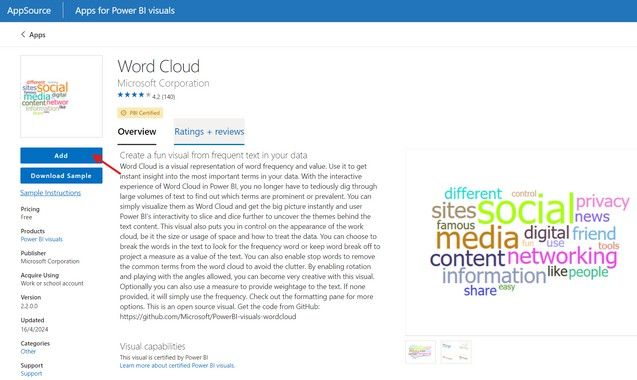 AppSource
Apps for Power BI visuals
Apps
Word Cloud
Microsoft Corporation
4.2 (140)
PBI Certified
Overview
Ratings + reviews
Add
Download Sample
Sample Instructions
Pricing
Free
Products
Power BI visuals
Publisher
Microsoft Corporation
Acquire Using
Work or school account
Version
2.2.0.0
Updated
16/4/2024
Categories
Other
Support
Support
Create a fun visual from frequent text in your data
Word Cloud is a visual representation of word frequency and value. Use it to get
instant insight into the most important terms in your data. With the interactive
experience of Word Cloud in Power BI, you no longer have to tediously dig through
large volumes of text to find out which terms are prominent or prevalent. You can
simply visualize them as Word Cloud and get the big picture instantly and user
Power BI's interactivity to slice and dice further to uncover the themes behind the
text content. This visual also puts you in control on the appearance of the work
cloud, be it the size or usage of space and how to treat the data. You can choose to
break the words in the text to look for the frequency word or keep word break off to
project a measure as a value of the text. You can also enable stop words to remove
the common terms from the word cloud to avoid the clutter. By enabling rotation
and playing with the angles allowed, you can be very creative with this visual.
Optionally you can also use a measure to provide weightage to the text. If none
provided, it will simply use the frequency. Check out the formatting pane for more
options. This is an open source visual. Get the code from GitHub:
https://github.com/Microsoft/PowerBI-visuals-wordcloud
Visual capabilities
This visual is certified by Power BI
Learn more about certified Power BI visuals.
different control
privacy
sites social news
famous
media digital friend
fun use tools
content networking
information like people
share easy